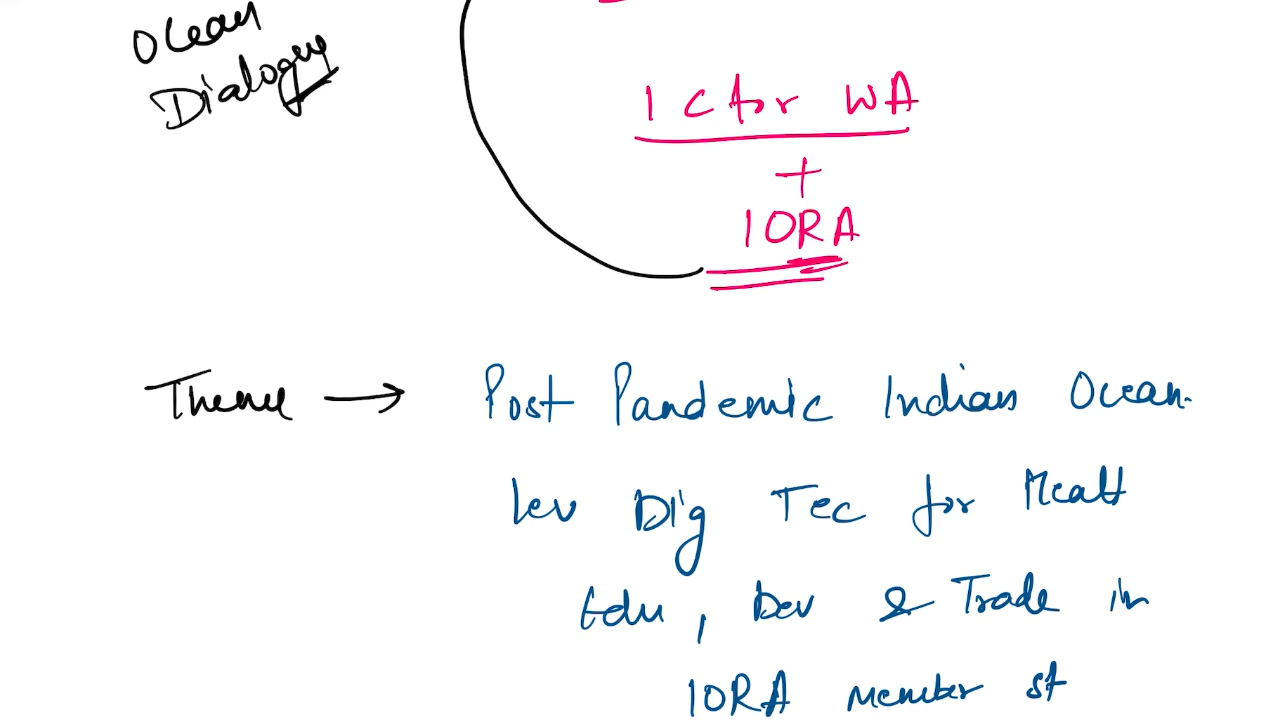 Ocean
Dialogue
I C for WA
+
IORA
Theme → Post Pandemic Indian Ocean.
lev Dig Tec for Healt
Edu, Dev & Trade in
IORA member st